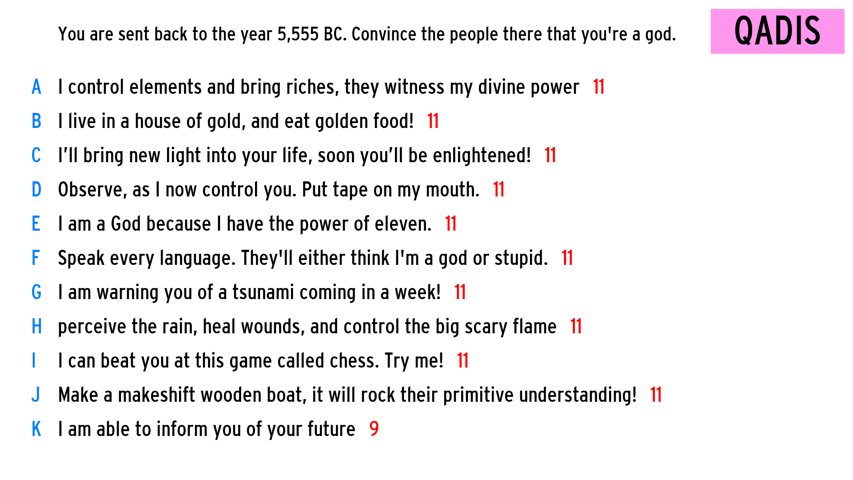 You are sent back to the year 5,555 BC. Convince the people there that you're a god.
QADIS
A I control elements and bring riches, they witness my divine power 11
B I live in a house of gold, and eat golden food! 11
C I’ll bring new light into your life, soon you’ll be enlightened! 11
D Observe, as I now control you. Put tape on my mouth. 11
E I am a God because I have the power of eleven. 11
F Speak every language. They'll either think I'm a god or stupid. 11
G I am warning you of a tsunami coming in a week! 11
H perceive the rain, heal wounds, and control the big scary flame 11
I I can beat you at this game called chess. Try me! 11
J Make a makeshift wooden boat, it will rock their primitive understanding! 11
K I am able to inform you of your future 9